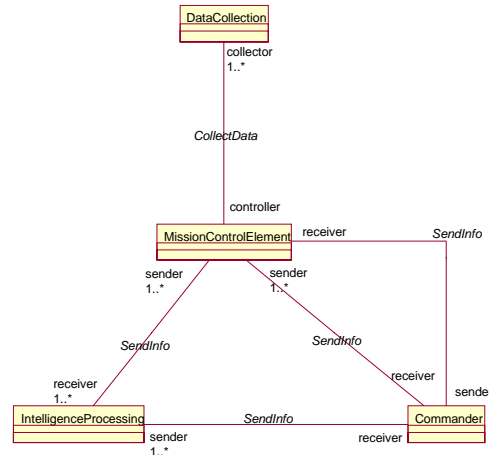 DataCollection
collector
1..*
CollectData
controller
MissionControlElement
receiver
SendInfo
sender
1..*
sender
1..*
SendInfo
SendInfo
receiver
1..*
receiver
sende
IntelligenceProcessing
SendInfo
Commander
sender
1..*
receiver